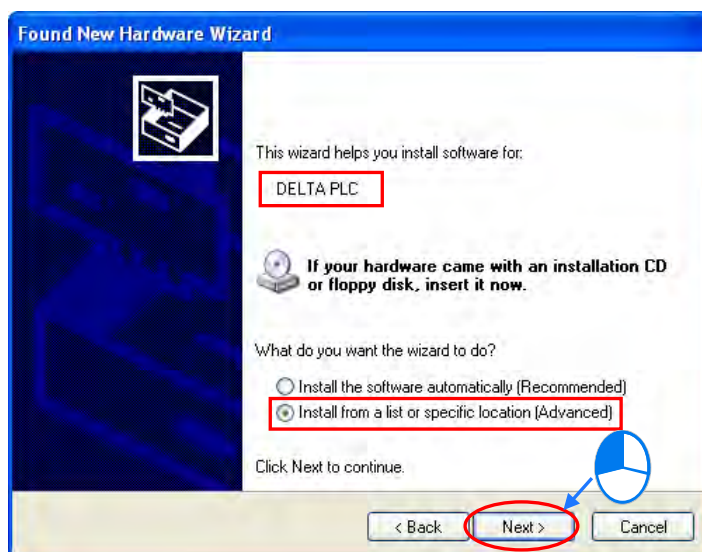 Found New Hardware Wizard
This wizard helps you install software for:
DELTA PLC
If your hardware came with an installation CD
or floppy disk, insert it now.
What do you want the wizard to do?
Install the software automatically (Recommended)
Install from a list or specific location (Advanced)
Click Next to continue.
< Back Next > Cancel